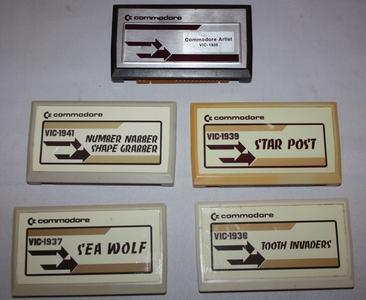 commodore
Commodore Artist
VIC-1935
commodore
VIC-1941
NUMBER NABBER
SHAPE GRABBER
commodore
VIC-1939
STAR POST
commodore
VIC-1937
SEA WOLF
commodore
VIC-1938
TOOTH INVADERS